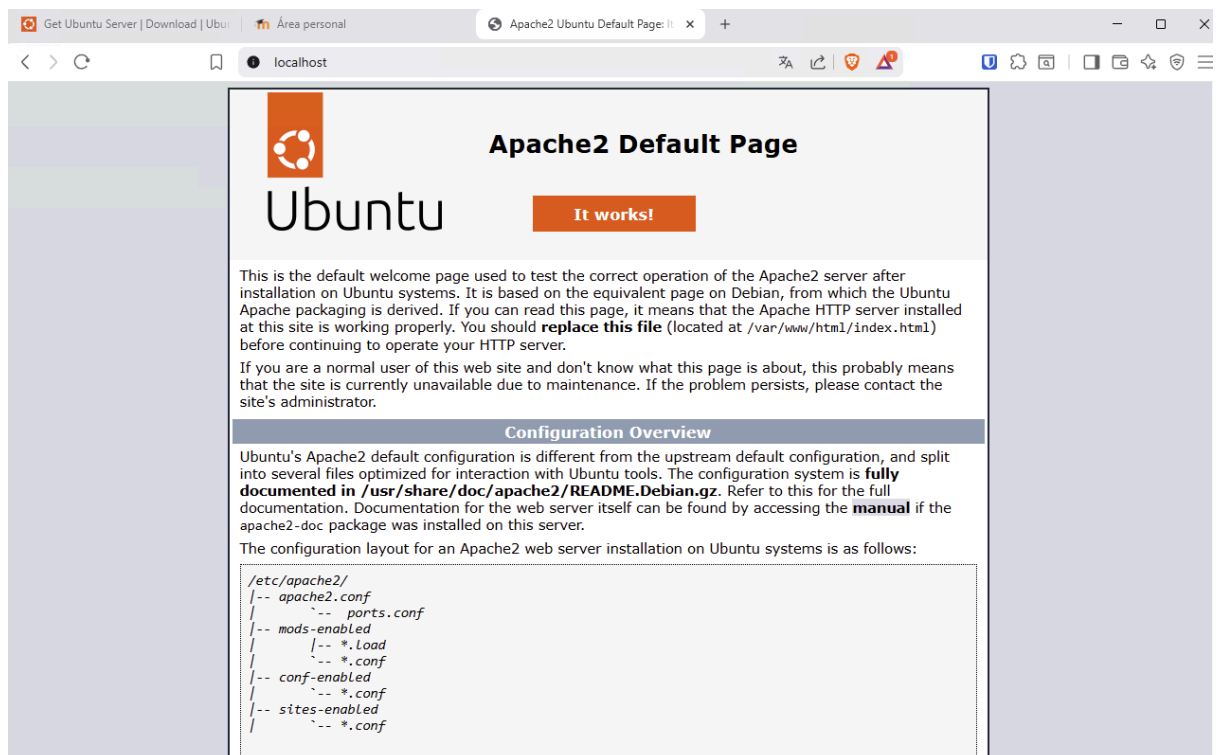 Get Ubuntu Server | Download | Ubu
Área personal
Apache2 Ubuntu Default Page: It
localhost
Apache2 Default Page
Ubuntu
It works!
This is the default welcome page used to test the correct operation of the Apache2 server after
installation on Ubuntu systems. It is based on the equivalent page on Debian, from which the Ubuntu
Apache packaging is derived. If you can read this page, it means that the Apache HTTP server installed
at this site is working properly. You should replace this file (located at /var/www/html/index.html)
before continuing to operate your HTTP server.
If you are a normal user of this web site and don't know what this page is about, this probably means
that the site is currently unavailable due to maintenance. If the problem persists, please contact the
site's administrator.
Configuration Overview
Ubuntu's Apache2 default configuration is different from the upstream default configuration, and split
into several files optimized for interaction with Ubuntu tools. The configuration system is fully
documented in /usr/share/doc/apache2/README.Debian.gz. Refer to this for the full
documentation. Documentation for the web server itself can be found by accessing the manual if the
apache2-doc package was installed on this server.
The configuration layout for an Apache2 web server installation on Ubuntu systems is as follows:
/etc/apache2/
|-- apache2.conf
|       `--  ports.conf
|-- mods-enabled
|       |-- *.load
|       `-- *.conf
|-- conf-enabled
|       `-- *.conf
|-- sites-enabled
|       `-- *.conf